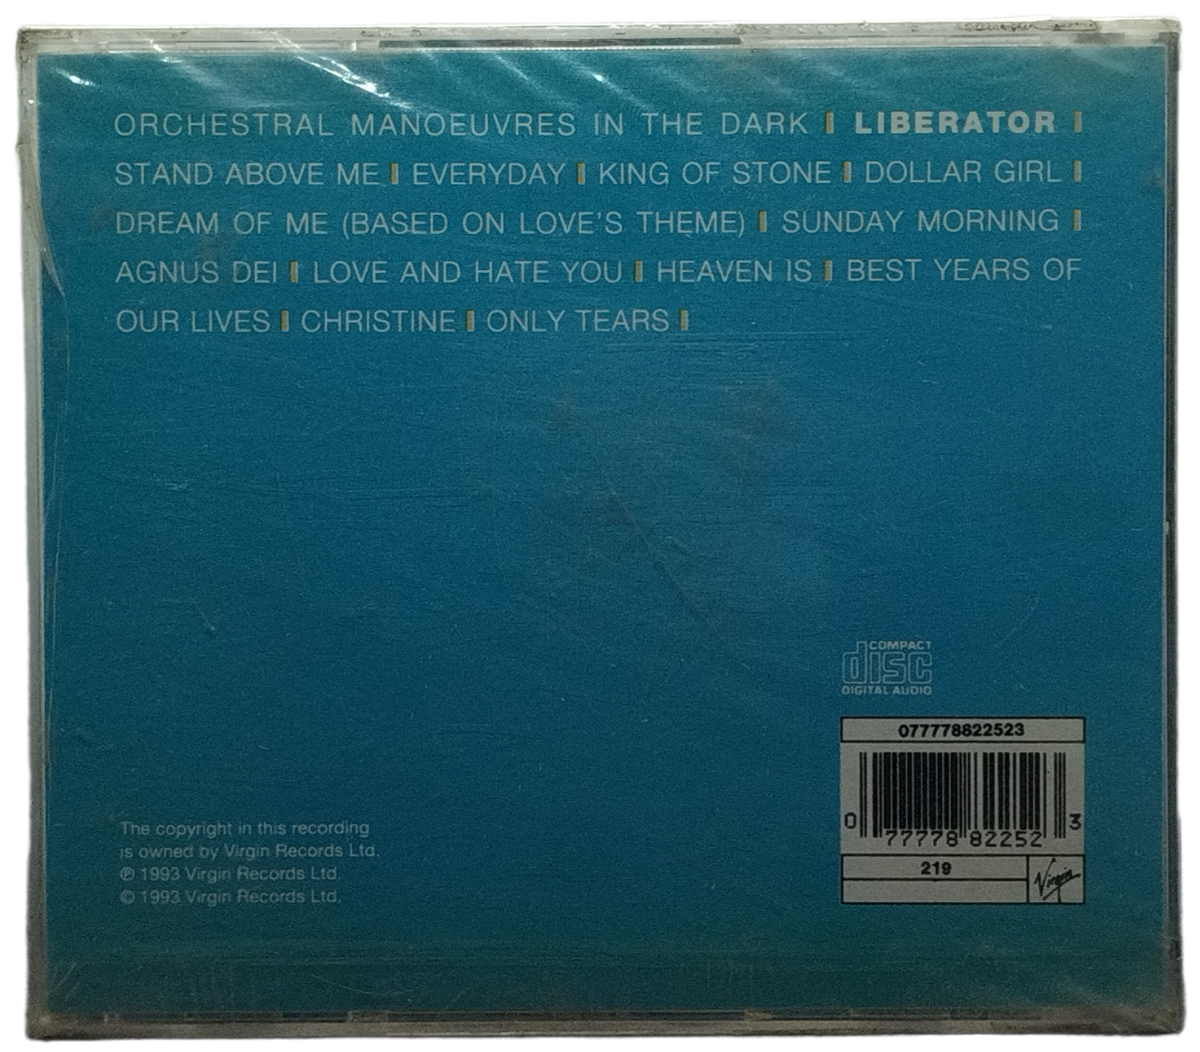 ORCHESTRAL MANOEUVRES IN THE DARK | LIBERATOR |
STAND ABOVE ME | EVERYDAY | KING OF STONE | DOLLAR GIRL |
DREAM OF ME (BASED ON LOVE'S THEME) | SUNDAY MORNING |
AGNUS DEI | LOVE AND HATE YOU | HEAVEN IS | BEST YEARS OF
OUR LIVES | CHRISTINE | ONLY TEARS |
COMPACT
disc
DIGITAL AUDIO
077778822523
0 77778 82252 3
219
Virgin
The copyright in this recording
is owned by Virgin Records Ltd.
℗ 1993 Virgin Records Ltd.
© 1993 Virgin Records Ltd.